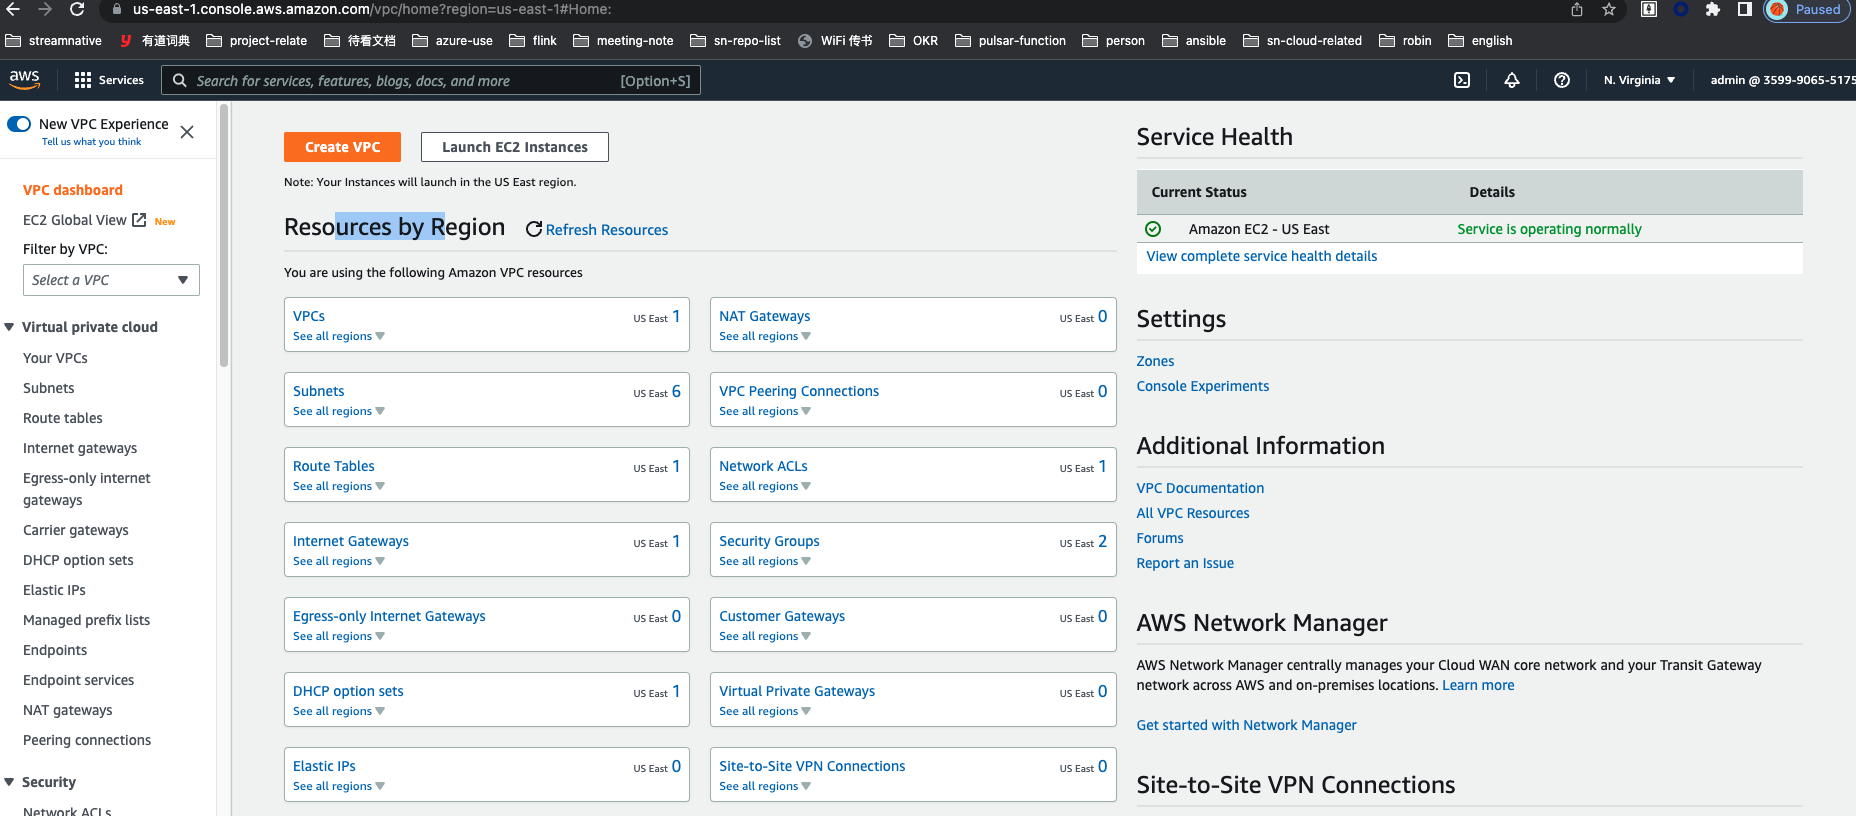 us-east-1.console.aws.amazon.com/vpc/home?region=us-east-1#Home:
Paused
streamnative
y 有道词典
project-relate
待看文档
azure-use
flink
meeting-note
sn-repo-list
WiFi 传书
OKR
pulsar-function
person
ansible
sn-cloud-related
robin
english
aws
Services
Search for services, features, blogs, docs, and more
[Option+S]
N. Virginia
admin @ 3599-9065-5175
New VPC Experience
Tell us what you think
VPC dashboard
EC2 Global View New
Filter by VPC:
Select a VPC
Virtual private cloud
Your VPCs
Subnets
Route tables
Internet gateways
Egress-only internet
gateways
Carrier gateways
DHCP option sets
Elastic IPs
Managed prefix lists
Endpoints
Endpoint services
NAT gateways
Peering connections
Security
Network ACLs
Create VPC
Launch EC2 Instances
Note: Your Instances will launch in the US East region.
Resources by Region
Refresh Resources
You are using the following Amazon VPC resources
VPCs
US East 1
See all regions
NAT Gateways
US East 0
See all regions
Subnets
US East 6
See all regions
VPC Peering Connections
US East 0
See all regions
Route Tables
US East 1
See all regions
Network ACLs
US East 1
See all regions
Internet Gateways
US East 1
See all regions
Security Groups
US East 2
See all regions
Egress-only Internet Gateways
US East 0
See all regions
Customer Gateways
US East 0
See all regions
DHCP option sets
US East 1
See all regions
Virtual Private Gateways
US East 0
See all regions
Elastic IPs
US East 0
See all regions
Site-to-Site VPN Connections
US East 0
See all regions
Service Health
Current Status
Details
Amazon EC2 - US East
Service is operating normally
View complete service health details
Settings
Zones
Console Experiments
Additional Information
VPC Documentation
All VPC Resources
Forums
Report an Issue
AWS Network Manager
AWS Network Manager centrally manages your Cloud WAN core network and your Transit Gateway
network across AWS and on-premises locations. Learn more
Get started with Network Manager
Site-to-Site VPN Connections